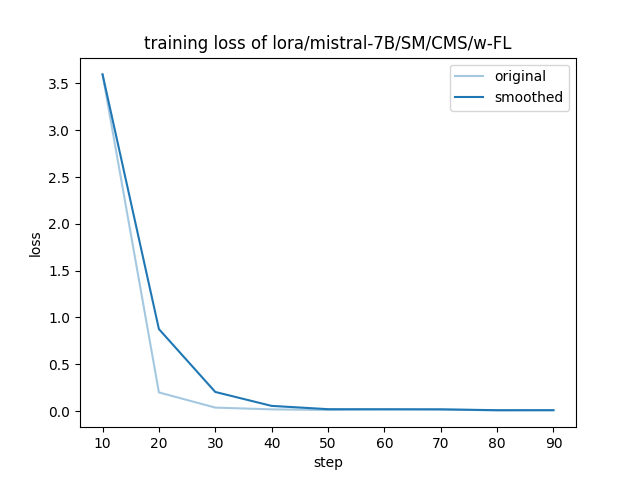 training loss of lora/mistral-7B/SM/CMS/w-FL
original
smoothed
3.5
3.0
2.5
2.0
1.5
1.0
0.5
0.0
loss
10 20 30 40 50 60 70 80 90
step